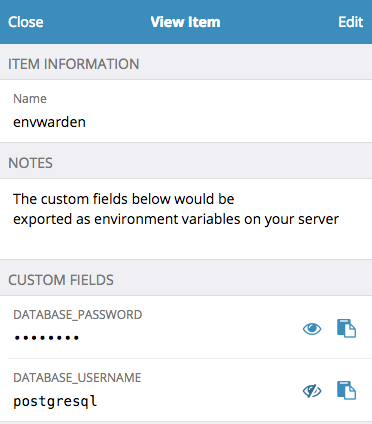 Close View Item Edit
ITEM INFORMATION
Name
envwarden
NOTES
The custom fields below would be
exported as environment variables on your server
CUSTOM FIELDS
DATABASE_PASSWORD
••••••••
DATABASE_USERNAME
postgresql